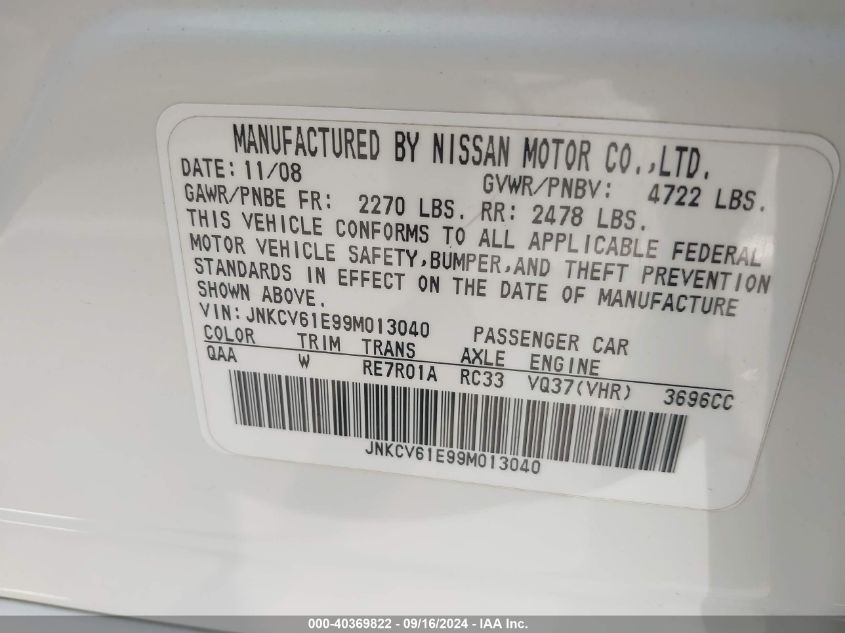 MANUFACTURED BY NISSAN MOTOR CO.,LTD.
DATE: 11/08 GVWR/PNBV: 4722 LBS.
GAWR/PNBE FR: 2270 LBS. RR: 2478 LBS.
THIS VEHICLE CONFORMS TO ALL APPLICABLE FEDERAL
MOTOR VEHICLE SAFETY,BUMPER,AND THEFT PREVENTION
STANDARDS IN EFFECT ON THE DATE OF MANUFACTURE
SHOWN ABOVE.
VIN: JNKCV61E99M013040 PASSENGER CAR
COLOR TRIM TRANS AXLE ENGINE
QAA W RE7R01A RC33 VQ37(VHR) 3696CC
JNKCV61E99M013040
000-40369822 - 09/16/2024 - IAA Inc.